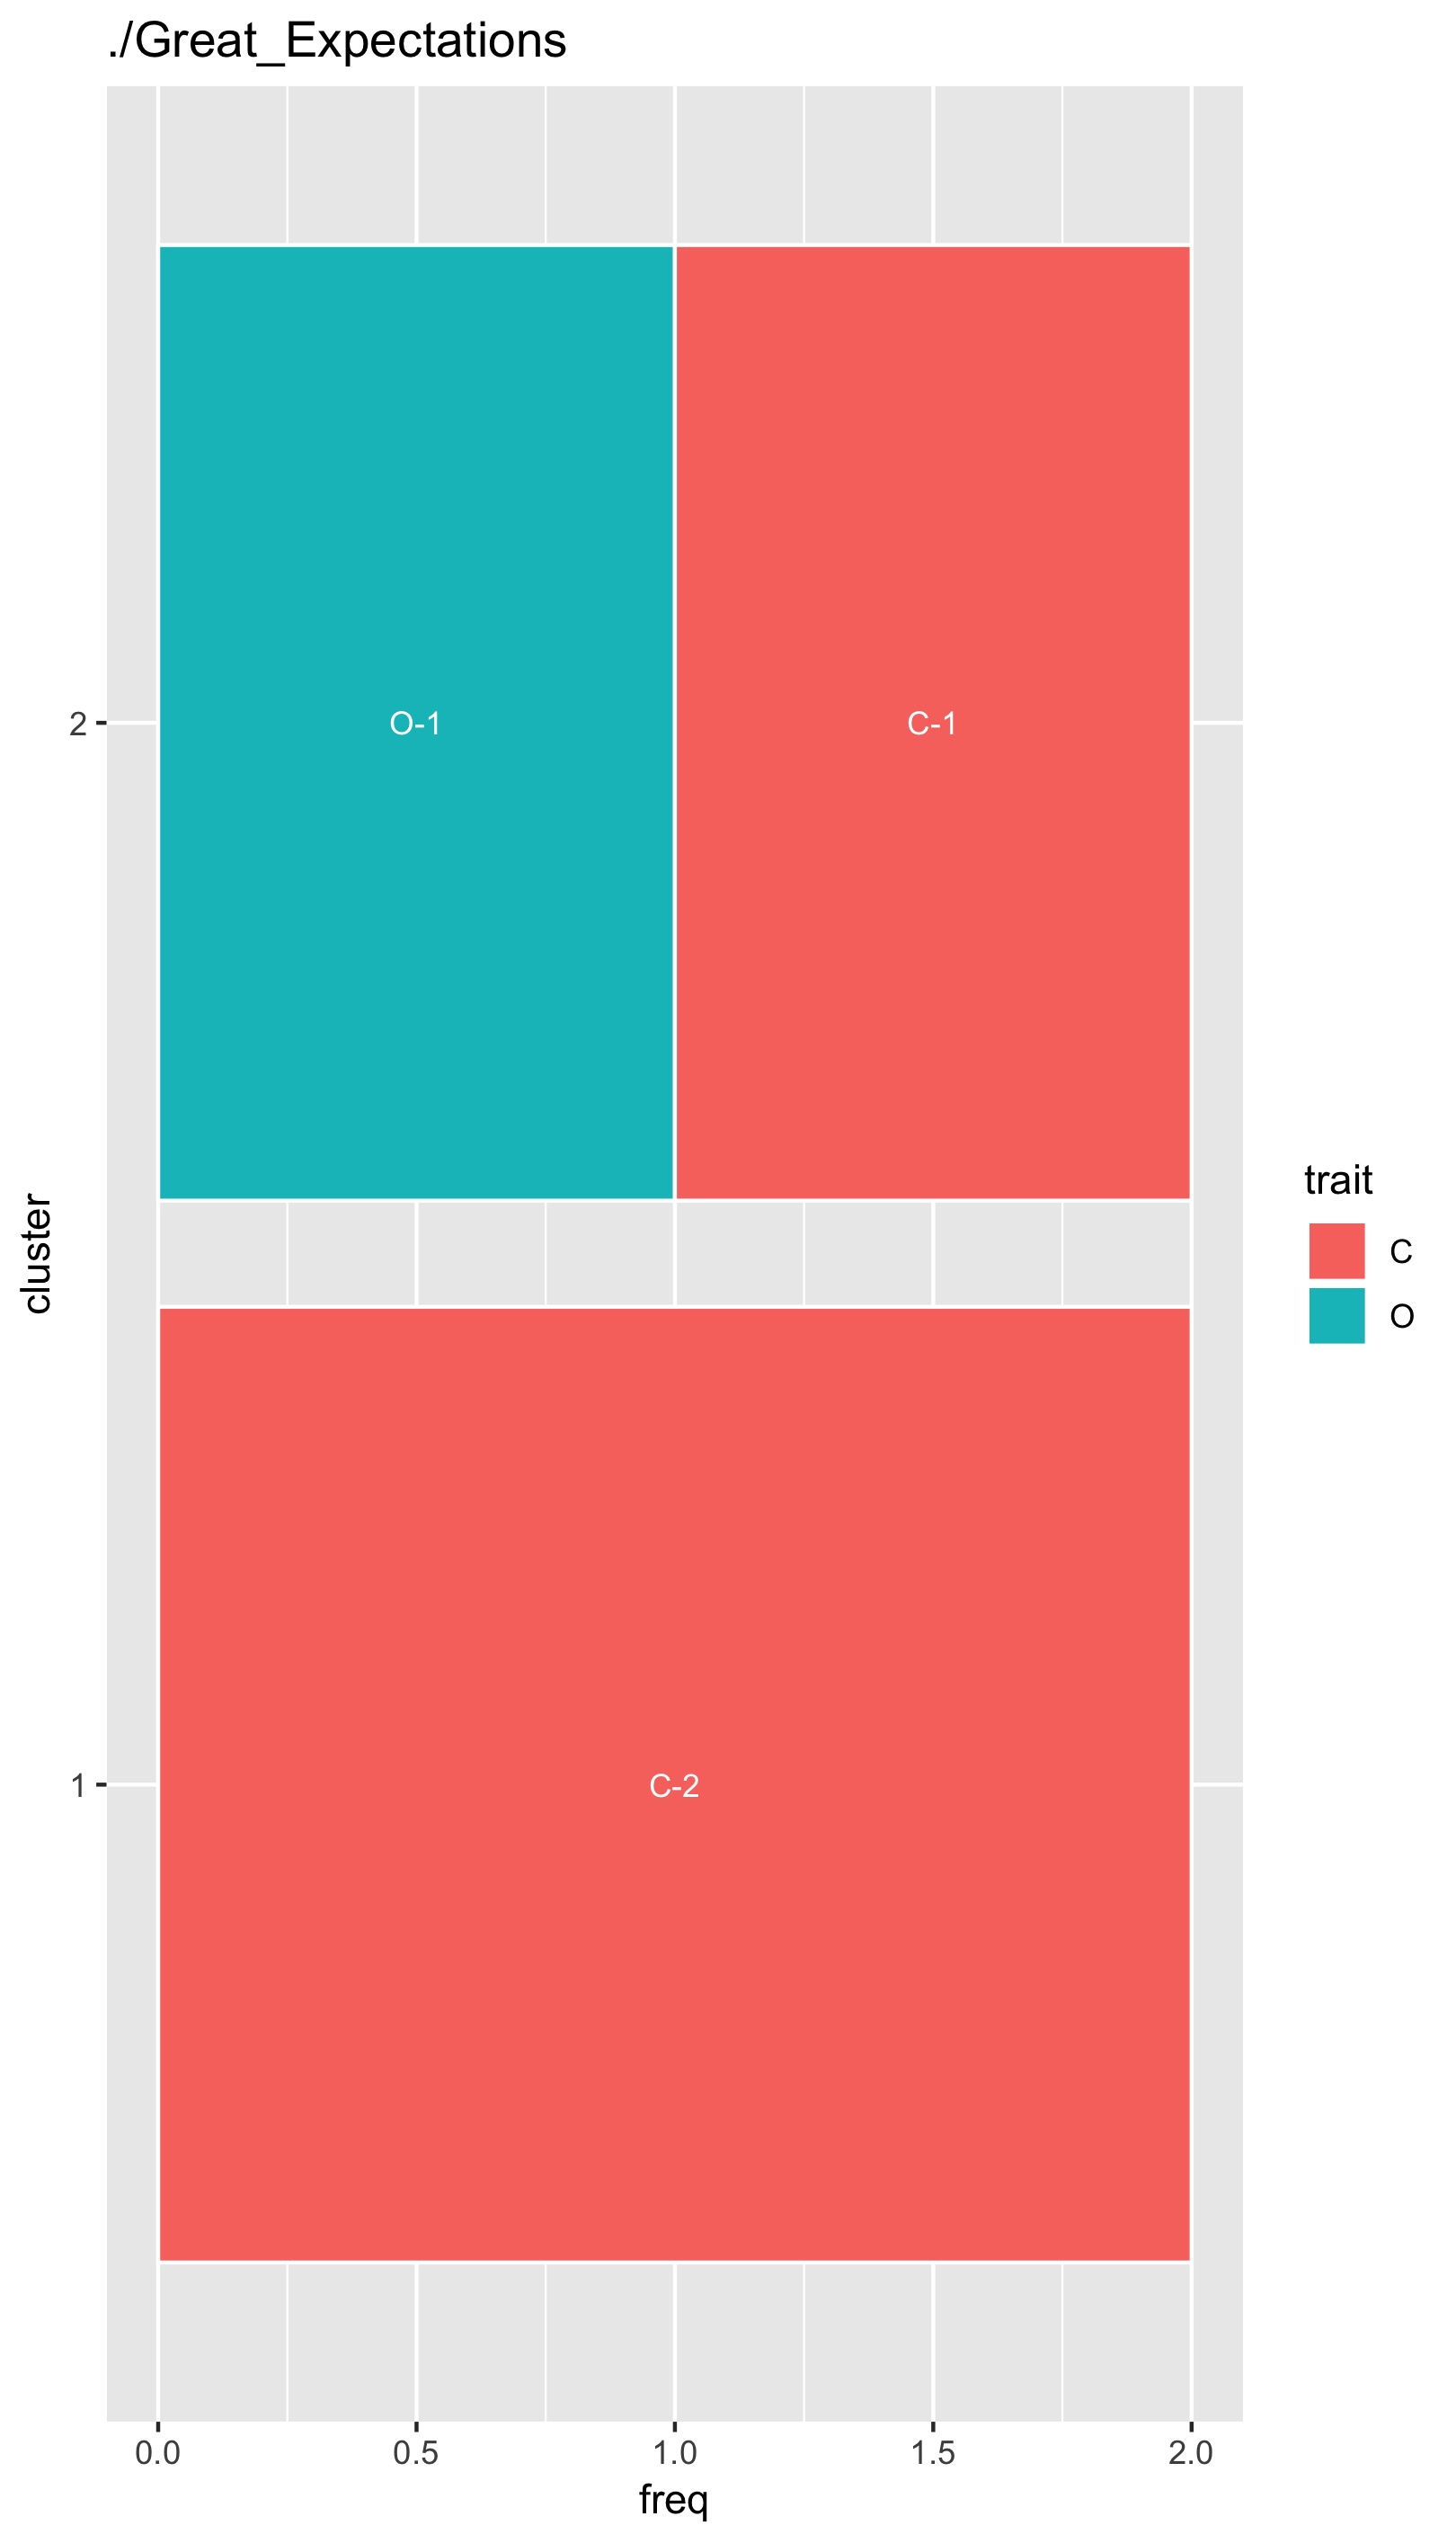 ./Great_Expectations
cluster
2
O-1
C-1
trait
C
O
1
C-2
0.0 0.5 1.0 1.5 2.0
freq